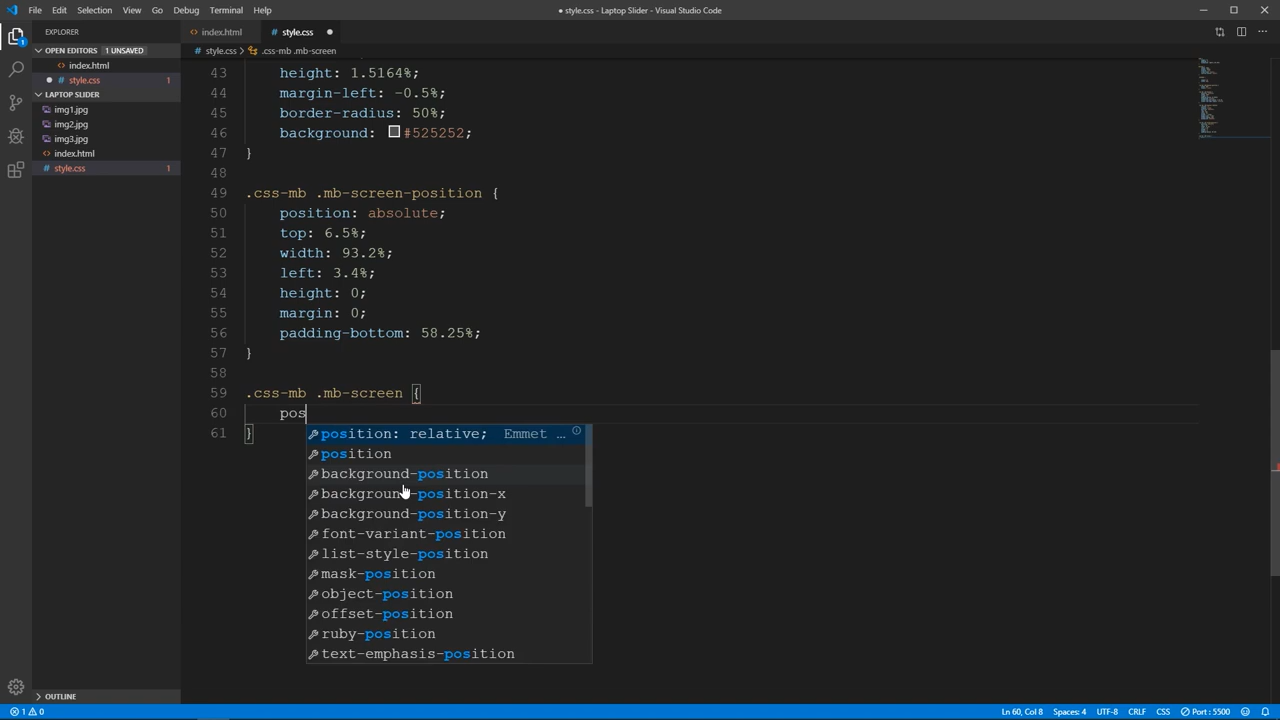 File Edit Selection View Go Debug Terminal Help
● style.css - Laptop Slider - Visual Studio Code
EXPLORER
OPEN EDITORS 1 UNSAVED
index.html
style.css 1
LAPTOP SLIDER
img1.jpg
img2.jpg
img3.jpg
index.html
style.css 1
OUTLINE
index.html style.css
style.css > .css-mb .mb-screen
43 height: 1.5164%;
44 margin-left: -0.5%;
45 border-radius: 50%;
46 background: #525252;
47 }
48
49 .css-mb .mb-screen-position {
50 position: absolute;
51 top: 6.5%;
52 width: 93.2%;
53 left: 3.4%;
54 height: 0;
55 margin: 0;
56 padding-bottom: 58.25%;
57 }
58
59 .css-mb .mb-screen {
60 pos
61 }
position: relative; Emmet …
position
background-position
background-position-x
background-position-y
font-variant-position
list-style-position
mask-position
object-position
offset-position
ruby-position
text-emphasis-position
1 0
Ln 60, Col 8 Spaces: 4 UTF-8 CRLF CSS Port : 5500